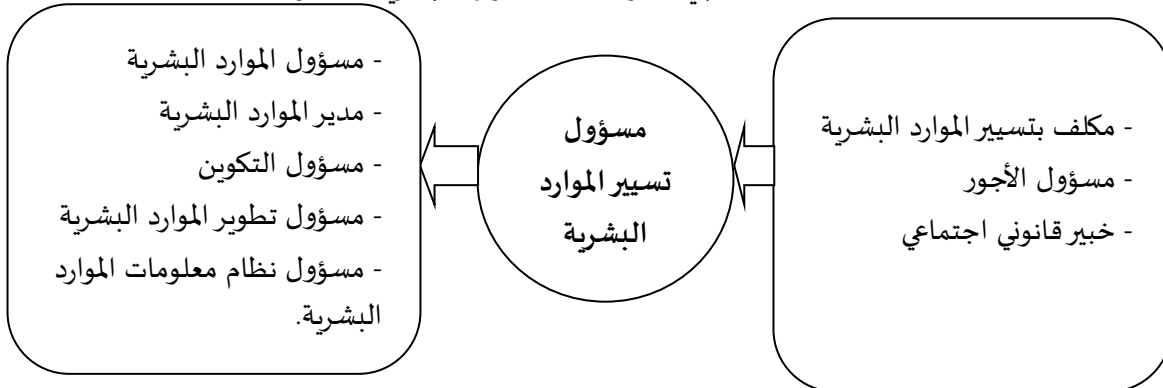 - مكلف بتسيير الموارد البشرية
- مسؤول الأجور
- خبير قانوني اجتماعي
مسؤول
تسيير الموارد
البشرية
- مسؤول الموارد البشرية
- مدير الموارد البشرية
- مسؤول التكوين
- مسؤول تطوير الموارد البشرية
- مسؤول نظام معلومات الموارد
البشرية.